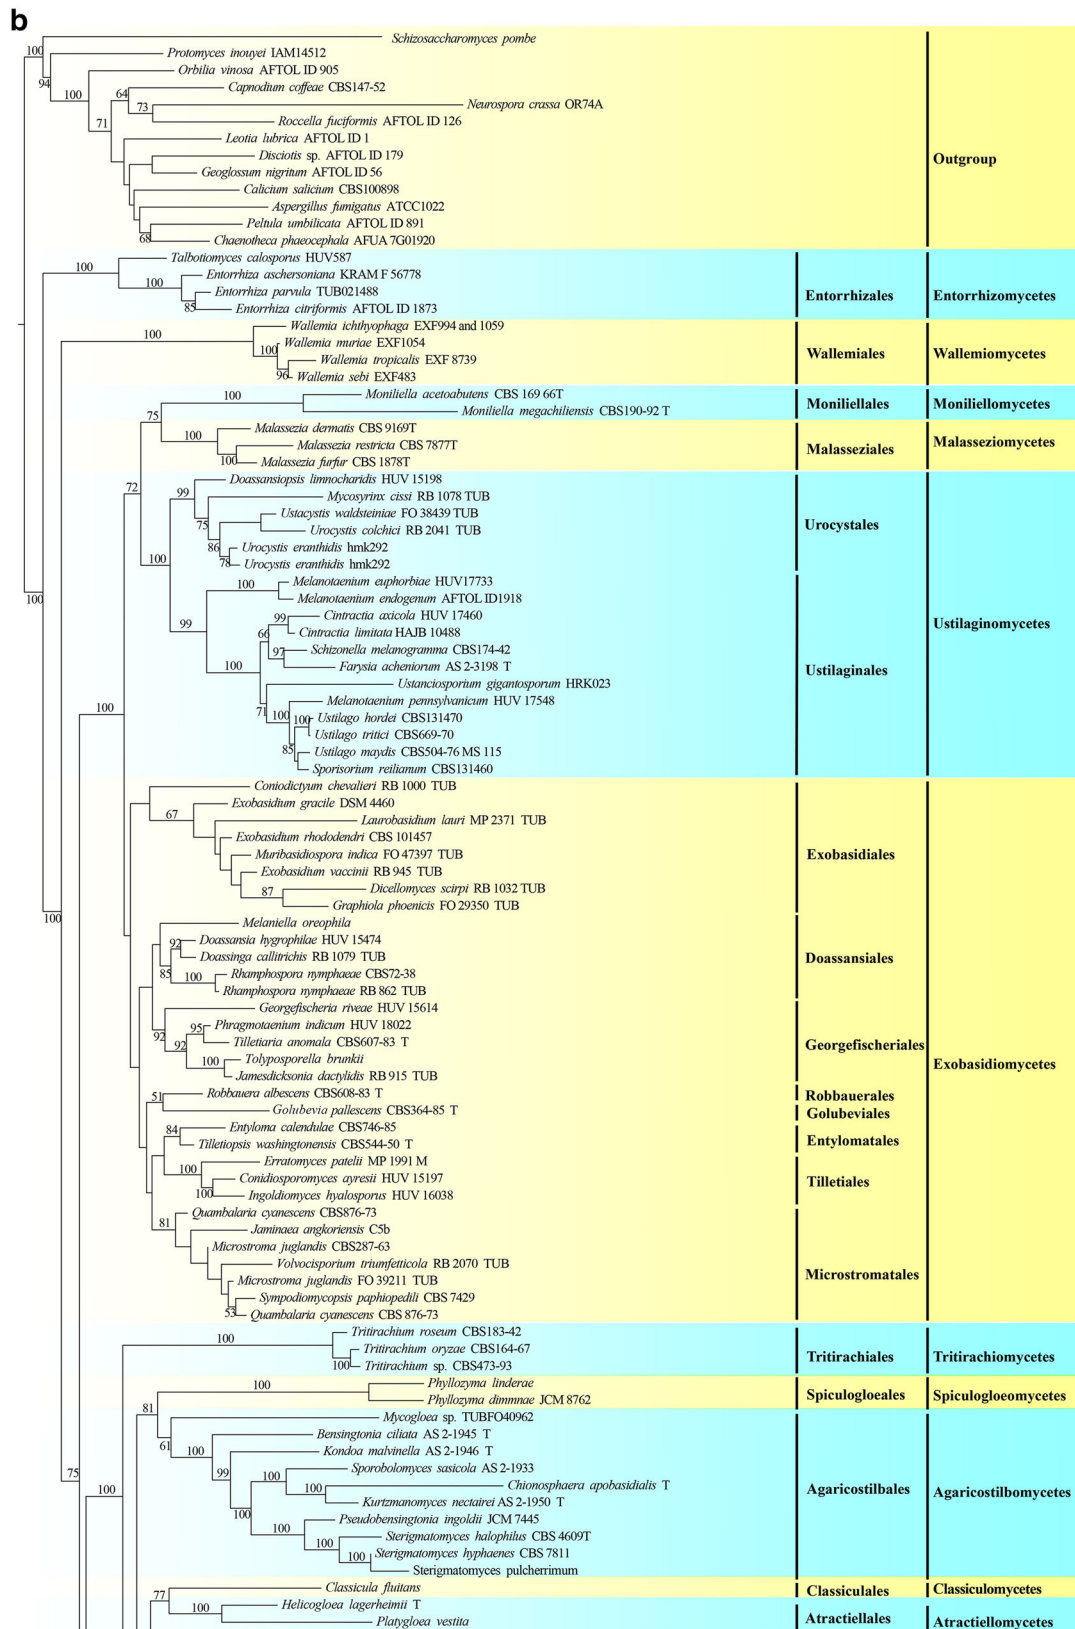 b
Schizosaccharomyces pombe
100
Protomyces inouyei IAM14512
94
Orbilia vinosa AFTOL ID 905
100
Capnodium coffeae CBS147-52
64
Neurospora crassa OR74A
73
Roccella fuciformis AFTOL ID 126
71
Leotia lubrica AFTOL ID 1
Disciotis sp. AFTOL ID 179
Outgroup
Geoglossum nigritum AFTOL ID 56
Calicium salicium CBS100898
Aspergillus fumigatus ATCC1022
Peltula umbilicata AFTOL ID 891
68
Chaenotheca phaeocephala AFUA 7G01920
Talbotiomyces calosporus HUV587
100
Entorrhiza aschersoniana KRAM F 56778
100
Entorrhiza parvula TUB021488
Entorrhizales
Entorrhizomycetes
85
Entorrhiza citriformis AFTOL ID 1873
Wallemia ichthyophaga EXF994 and 1059
100
Wallemia muriae EXF1054
100
Wallemiales
Wallemiomycetes
Wallemia tropicalis EXF 8739
96
Wallemia sebi EXF483
Moniliella acetoabutens CBS 169 66T
100
Moniliellales
Moniliellomycetes
Moniliella megachiliensis CBS190-92 T
75
Malassezia dermatis CBS 9169T
100
Malassezia restricta CBS 7877T
Malasseziales
Malasseziomycetes
100
Malassezia furfur CBS 1878T
Doassansiopsis limnocharidis HUV 15198
72
99
Mycosyrinx cissi RB 1078 TUB
Ustacystis waldsteiniae FO 38439 TUB
75
Urocystales
Urocystis colchici RB 2041 TUB
86
Urocystis eranthidis hmk292
100
78
Urocystis eranthidis hmk292
Melanotaenium euphorbiae HUV17733
100
100
Melanotaenium endogenum AFTOL ID1918
Cintractia axicola HUV 17460
99
99
66
Cintractia limitata HAJB 10488
Ustilaginomycetes
Schizonella melanogramma CBS174-42
97
100
Farysia acheniorum AS 2-3198 T
Ustilaginales
Ustanciosporium gigantosporum HRK023
Melanotaenium pennsylvanicum HUV 17548
100
71
100
100
Ustilago hordei CBS131470
Ustilago tritici CBS669-70
85
Ustilago maydis CBS504-76 MS 115
Sporisorium reilianum CBS131460
Coniodictyum chevalieri RB 1000 TUB
Exobasidium gracile DSM 4460
67
Laurobasidium lauri MP 2371 TUB
Exobasidium rhododendri CBS 101457
Muribasidiospora indica FO 47397 TUB
Exobasidiales
Exobasidium vaccinii RB 945 TUB
87
Dicellomyces scirpi RB 1032 TUB
Graphiola phoenicis FO 29350 TUB
100
Melaniella oreophila
Doassansia hygrophilae HUV 15474
92
Doassinga callitrichis RB 1079 TUB
Doassansiales
85
100
Rhamphospora nymphaeae CBS72-38
Rhamphospora nymphaeae RB 862 TUB
Georgefischeria riveae HUV 15614
95
Phragmotaenium indicum HUV 18022
92
92
Tilletiaria anomala CBS607-83 T
Georgefischeriales
Tolyposporella brunkii
100
Exobasidiomycetes
Jamesdicksonia dactylidis RB 915 TUB
51
Robbauera albescens CBS608-83 T
Robbauerales
Golubevia pallescens CBS364-85 T
Golubeviales
84
Entyloma calendulae CBS746-85
Entylomatales
Tilletiopsis washingtonensis CBS544-50 T
Erratomyces patelii MP 1991 M
100
Conidiosporomyces ayresii HUV 15197
Tilletiales
100
Ingoldiomyces hyalosporus HUV 16038
Quambalaria cyanescens CBS876-73
81
Jaminaea angkoriensis C5b
Microstroma juglandis CBS287-63
Volvocisporium triumfetticola RB 2070 TUB
Microstromatales
Microstroma juglandis FO 39211 TUB
Sympodiomycopsis paphiopedili CBS 7429
53
Quambalaria cyanescens CBS 876-73
Tritirachium roseum CBS183-42
100
Tritirachium oryzae CBS164-67
Tritirachiales
Tritirachiomycetes
100
Tritirachium sp. CBS473-93
Phyllozyma linderae
100
Spiculogloeales
Spiculogloeomycetes
Phyllozyma dimmnae JCM 8762
81
Mycogloea sp. TUBFO40962
61
Bensingtonia ciliata AS 2-1945 T
100
Kondoa malvinella AS 2-1946 T
75
99
Sporobolomyces sasicola AS 2-1933
100
Chionosphaera apobasidialis T
100
Agaricostilbales
Agaricostilbomycetes
100
Kurtzmanomyces nectairei AS 2-1950 T
100
Pseudobensingtonia ingoldii JCM 7445
100
Sterigmatomyces halophilus CBS 4609T
100
Sterigmatomyces hyphaenes CBS 7811
100
Sterigmatomyces pulcherrimum
Classicula fluitans
77
Classiculales
Classiculomycetes
Helicogloea lagerheimii T
100
Atractiellales
Atractiellomycetes
Platygloea vestita